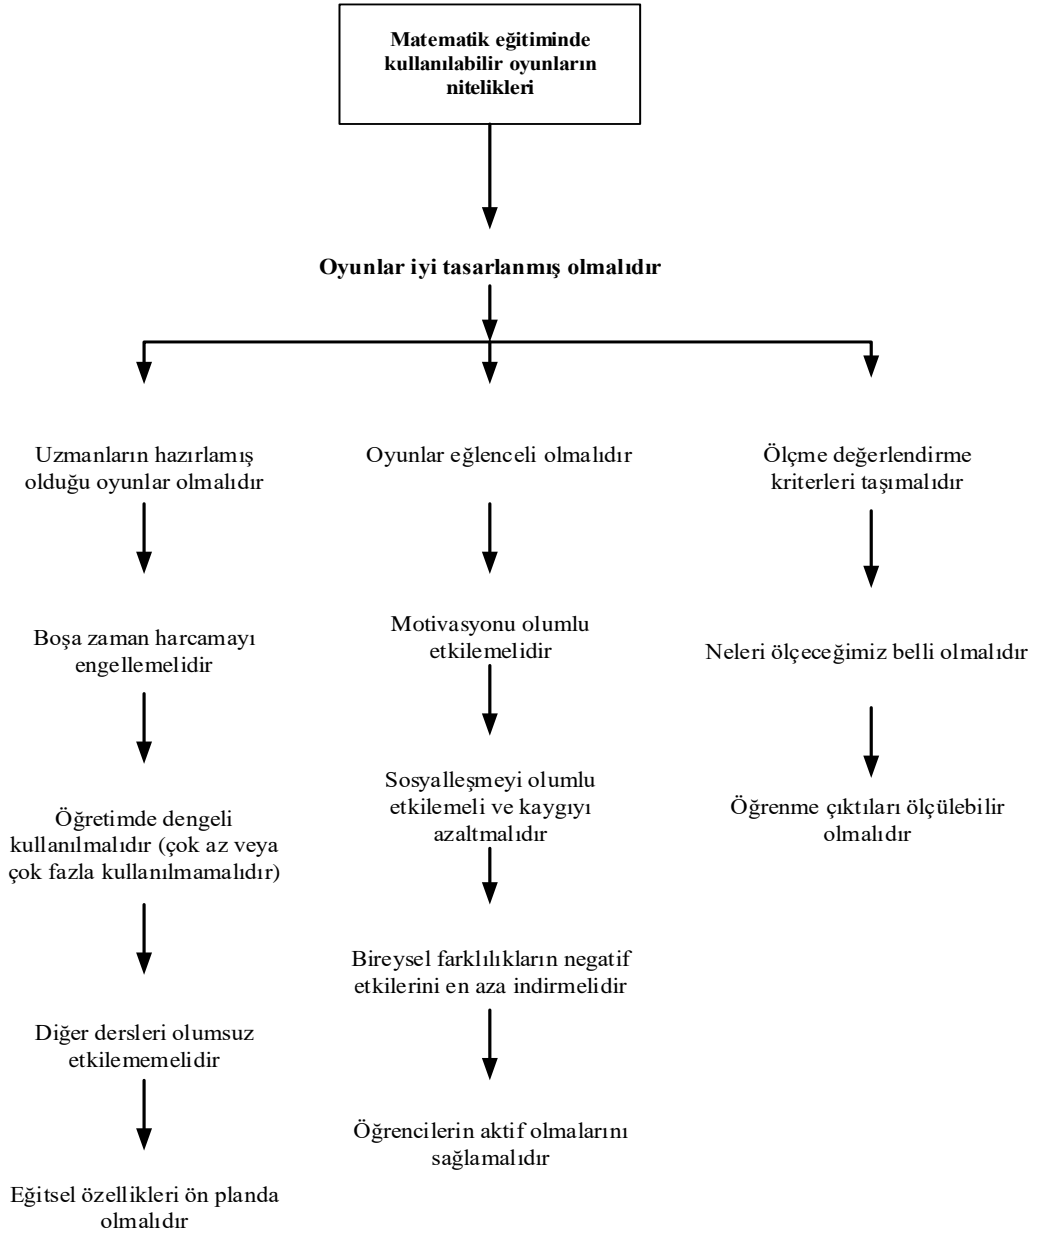 Matematik eğitiminde
kullanılabilir oyunların
nitelikleri
Oyunlar iyi tasarlanmış olmalıdır
Uzmanların hazırlamış
olduğu oyunlar olmalıdır
Boşa zaman harcamayı
engellemelidir
Öğretimde dengeli
kullanılmalıdır (çok az veya
çok fazla kullanılmamalıdır)
Diğer dersleri olumsuz
etkilememelidir
Eğitsel özellikleri ön planda
olmalıdır
Oyunlar eğlenceli olmalıdır
Motivasyonu olumlu
etkilemelidir
Sosyalleşmeyi olumlu
etkilemeli ve kaygıyı
azaltmalıdır
Bireysel farklılıkların negatif
etkilerini en aza indirmelidir
Öğrencilerin aktif olmalarını
sağlamalıdır
Ölçme değerlendirme
kriterleri taşımalıdır
Neleri ölçeceğimiz belli olmalıdır
Öğrenme çıktıları ölçülebilir
olmalıdır